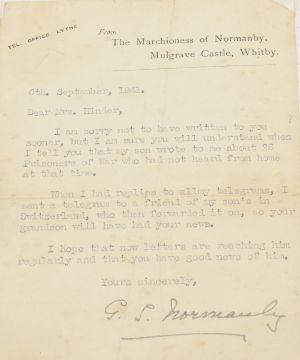 TEL. OFFICE, LYTHE
From
The Marchioness of Normanby,
Mulgrave Castle, Whitby.
6th. September, 1941.
Dear Mrs. Hinder,
I am sorry not to have written to you
sooner, but I am sure you will understand when
I tell you that my son wrote to me about 26
Prisoners of War who had not heard from home
at that time.
When I had replies to allmy telegrams, I
sent a telegram to a friend of my son's in
Switzerland, who then forwarded it on, so your
grandson will have had your news.
I hope that now letters are reaching him
regularly and that you have good news of him.
Yours sincerely,
G. S. Normanby